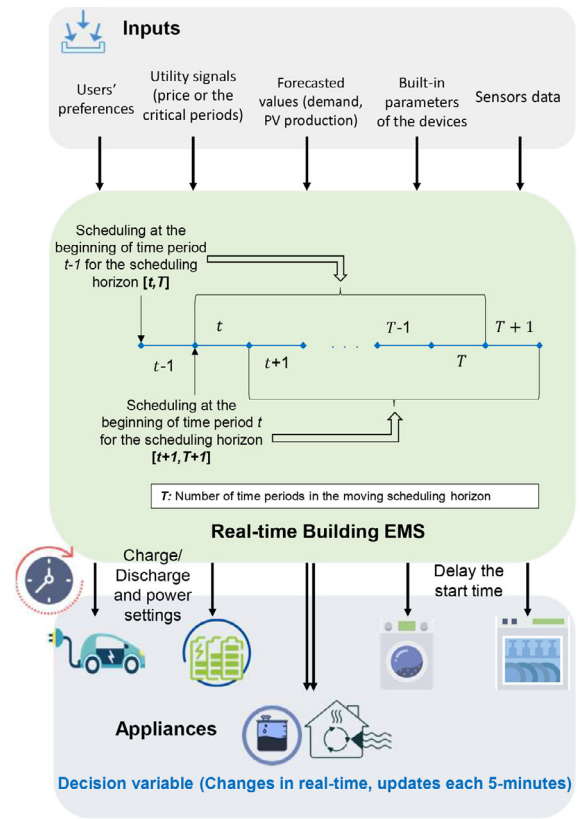 Inputs
Users'
preferences
Utility signals
(price or the
critical periods)
Forecasted
values (demand,
PV production)
Built-in
parameters
of the devices
Sensors data
Scheduling at the
beginning of time period
t-1 for the scheduling
horizon [t,T]
t
T-1
T + 1
t-1
t+1
. . .
T
Scheduling at the
beginning of time period t
for the scheduling horizon
[t+1,T+1]
T: Number of time periods in the moving scheduling horizon
Real-time Building EMS
Charge/
Discharge
and power
settings
Delay the
start time
Appliances
Decision variable (Changes in real-time, updates each 5-minutes)